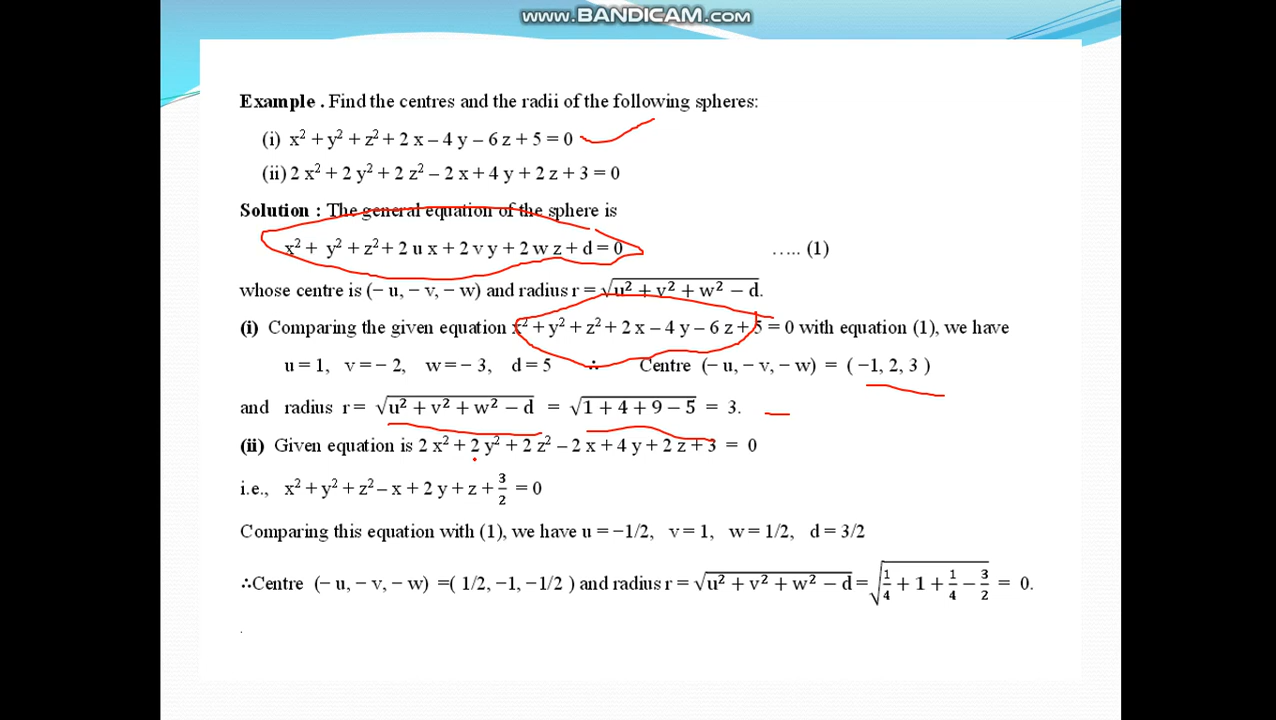 www.BANDICAM.com
Example . Find the centres and the radii of the following spheres:
(i) x² + y² + z² + 2 x – 4 y – 6 z + 5 = 0
(ii) 2 x² + 2 y² + 2 z² – 2 x + 4 y + 2 z + 3 = 0
Solution : The general equation of the sphere is
x² + y² + z² + 2 u x + 2 v y + 2 w z + d = 0 ….. (1)
whose centre is (– u, – v, – w) and radius r = √u² + v² + w² − d.
(i) Comparing the given equation x² + y² + z² + 2 x – 4 y – 6 z + 5 = 0 with equation (1), we have
u = 1, v = – 2, w = – 3, d = 5 ∴ Centre (– u, – v, – w) = ( –1, 2, 3 )
and radius r = √u² + v² + w² − d = √1 + 4 + 9 − 5 = 3.
(ii) Given equation is 2 x² + 2 y² + 2 z² – 2 x + 4 y + 2 z + 3 = 0
i.e., x² + y² + z² – x + 2 y + z + 3/2 = 0
Comparing this equation with (1), we have u = −1/2, v = 1, w = 1/2, d = 3/2
∴Centre (– u, – v, – w) =( 1/2, −1, −1/2 ) and radius r = √u² + v² + w² − d = √1/4 + 1 + 1/4 − 3/2 = 0.
.